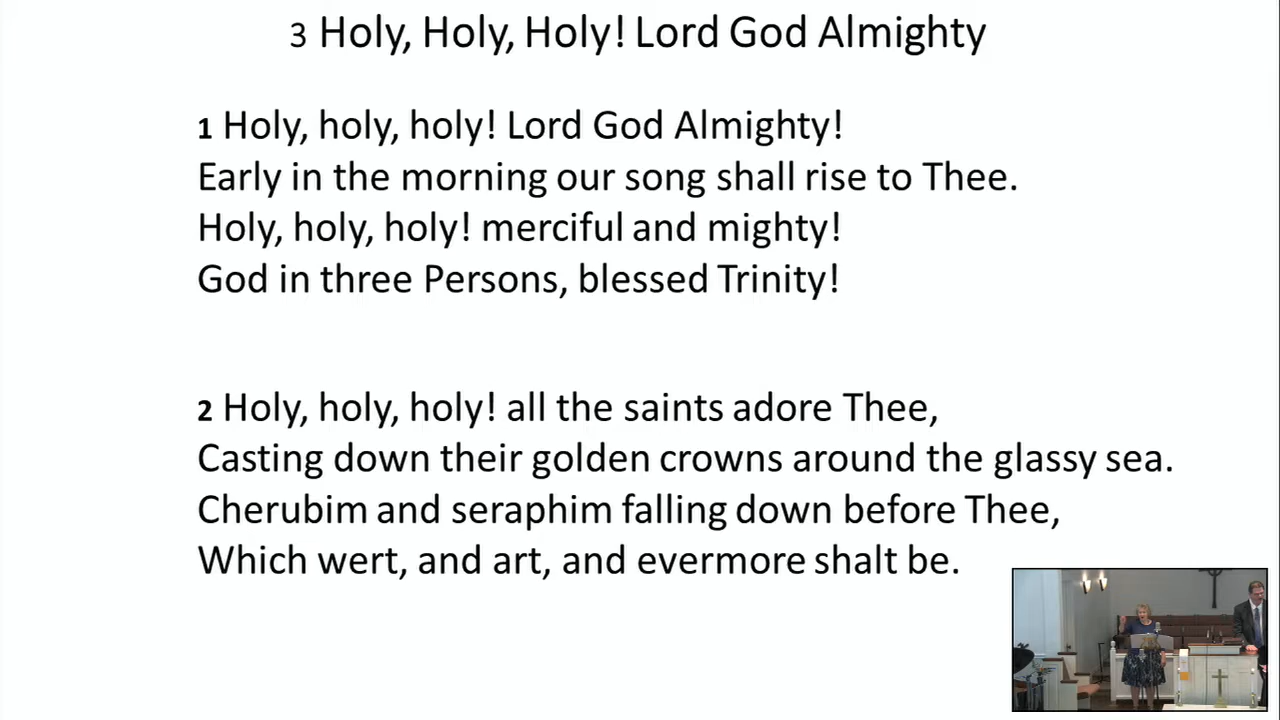 3 Holy, Holy, Holy! Lord God Almighty
1 Holy, holy, holy! Lord God Almighty!
Early in the morning our song shall rise to Thee.
Holy, holy, holy! merciful and mighty!
God in three Persons, blessed Trinity!
2 Holy, holy, holy! all the saints adore Thee,
Casting down their golden crowns around the glassy sea.
Cherubim and seraphim falling down before Thee,
Which wert, and art, and evermore shalt be.